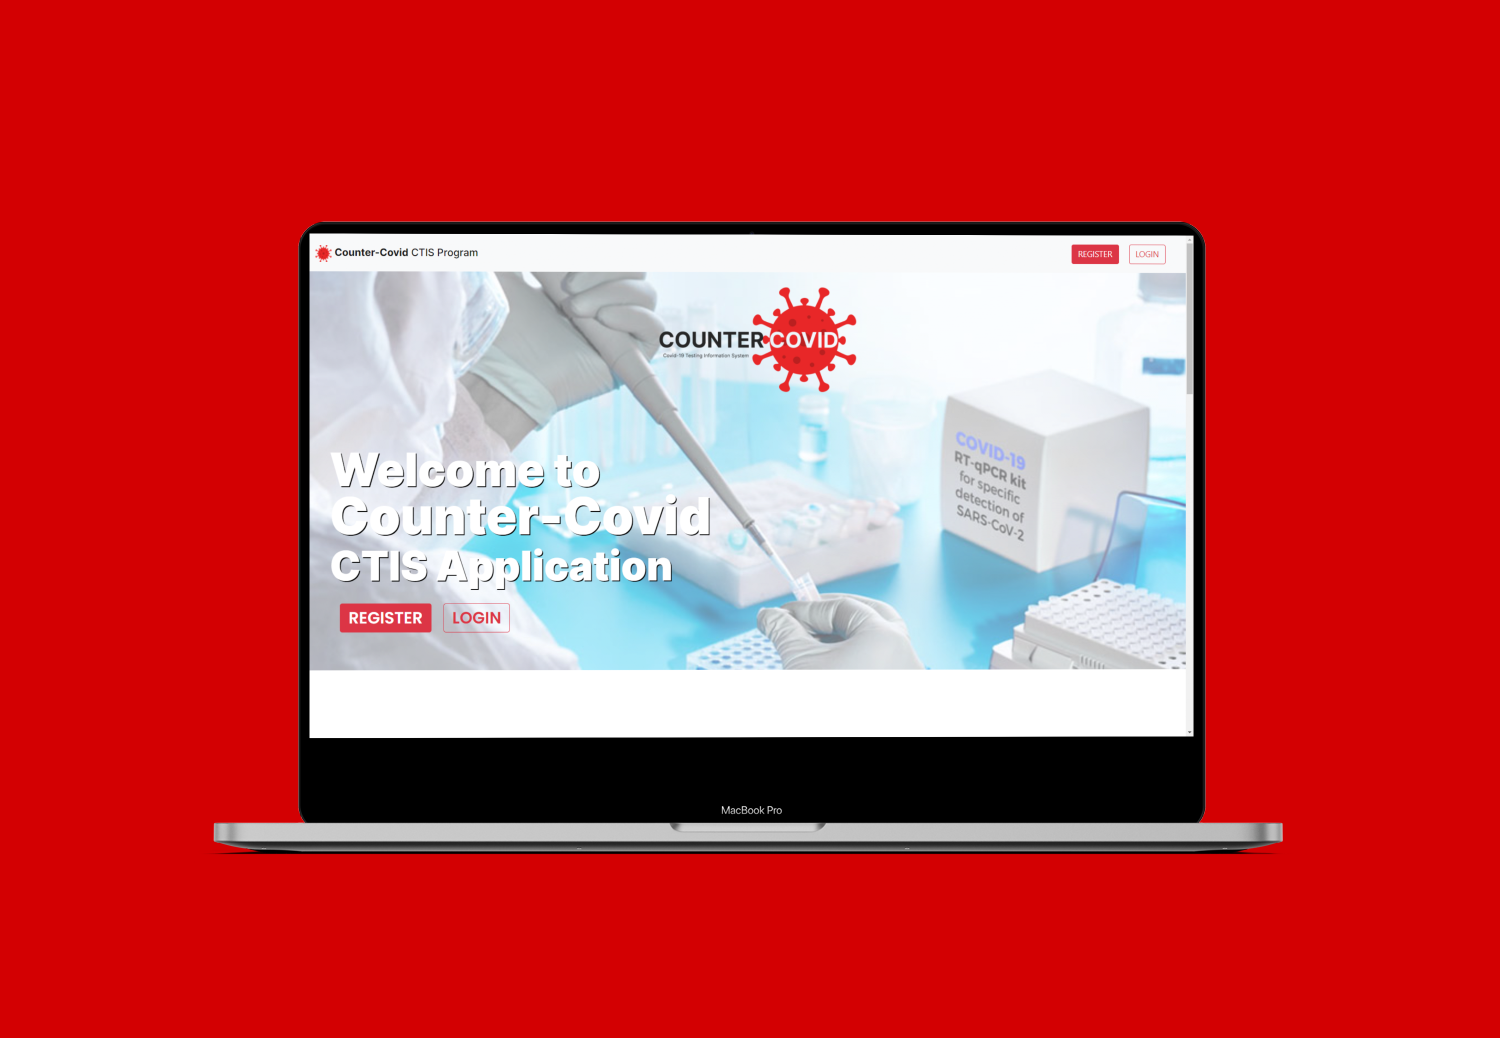 Counter-Covid CTIS Program
REGISTER
LOGIN
COUNTER COVID
Covid-19 Testing Information System
Welcome to
Counter-Covid
CTIS Application
REGISTER
LOGIN
COVID-19
RT-qPCR kit
for specific
detection of
SARS-CoV-2
MacBook Pro